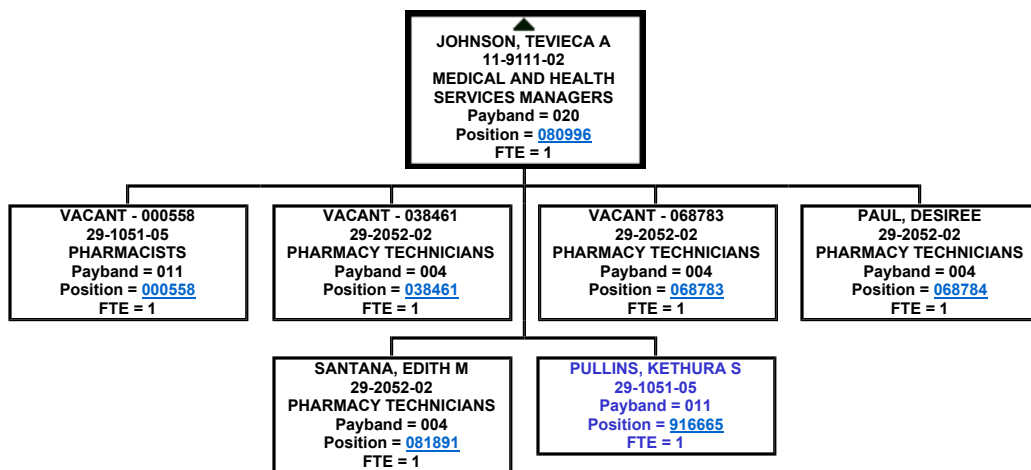 JOHNSON, TEVIECA A
11-9111-02
MEDICAL AND HEALTH
SERVICES MANAGERS
Payband = 020
Position = 080996
FTE = 1
VACANT - 000558
29-1051-05
PHARMACISTS
Payband = 011
Position = 000558
FTE = 1
VACANT - 038461
29-2052-02
PHARMACY TECHNICIANS
Payband = 004
Position = 038461
FTE = 1
VACANT - 068783
29-2052-02
PHARMACY TECHNICIANS
Payband = 004
Position = 068783
FTE = 1
PAUL, DESIREE
29-2052-02
PHARMACY TECHNICIANS
Payband = 004
Position = 068784
FTE = 1
SANTANA, EDITH M
29-2052-02
PHARMACY TECHNICIANS
Payband = 004
Position = 081891
FTE = 1
PULLINS, KETHURA S
29-1051-05
Payband = 011
Position = 916665
FTE = 1